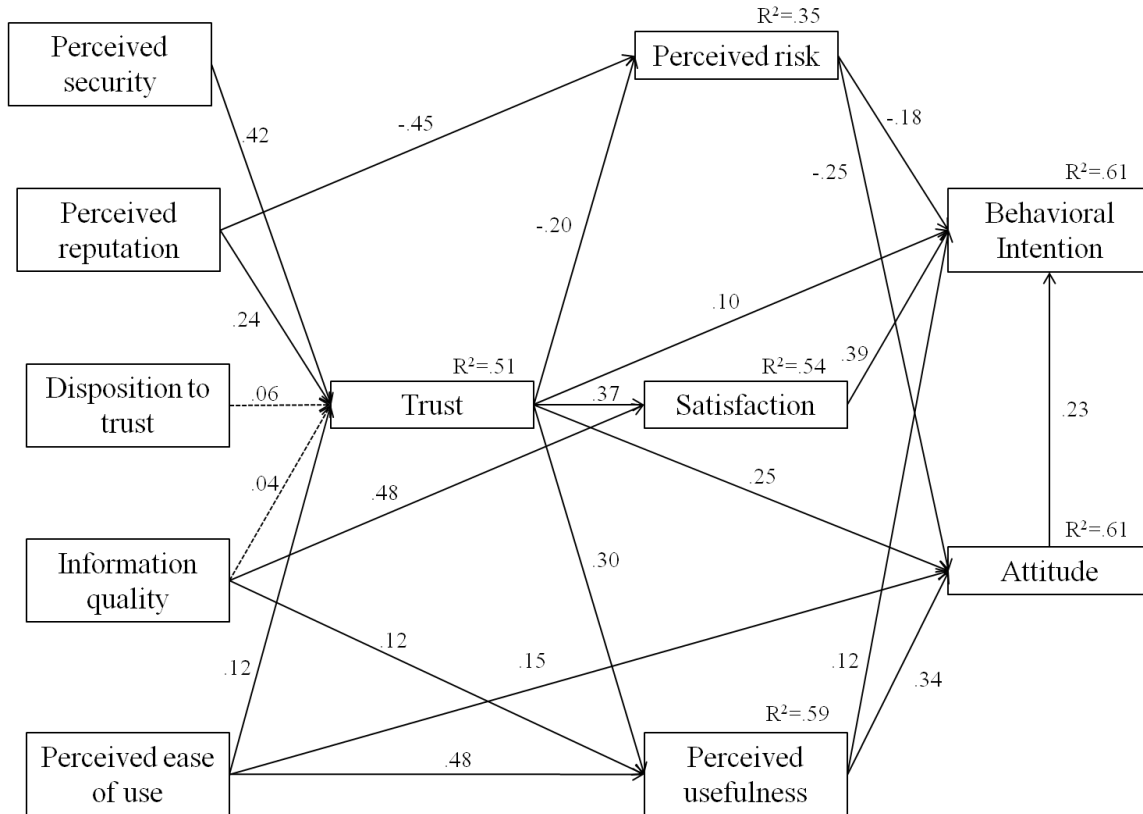 R²=.35
Perceived
security
Perceived risk
-.18
.42
-.45
-.25
R²=.61
Perceived
reputation
Behavioral
Intention
-.20
.24
.10
R²=.51
R²=.54
.39
Disposition to
trust
.06
Trust
.37
Satisfaction
.23
.04
.48
.25
R²=.61
Information
quality
.30
Attitude
.12
.12
.15
.12
.34
R²=.59
Perceived ease
of use
.48
Perceived
usefulness